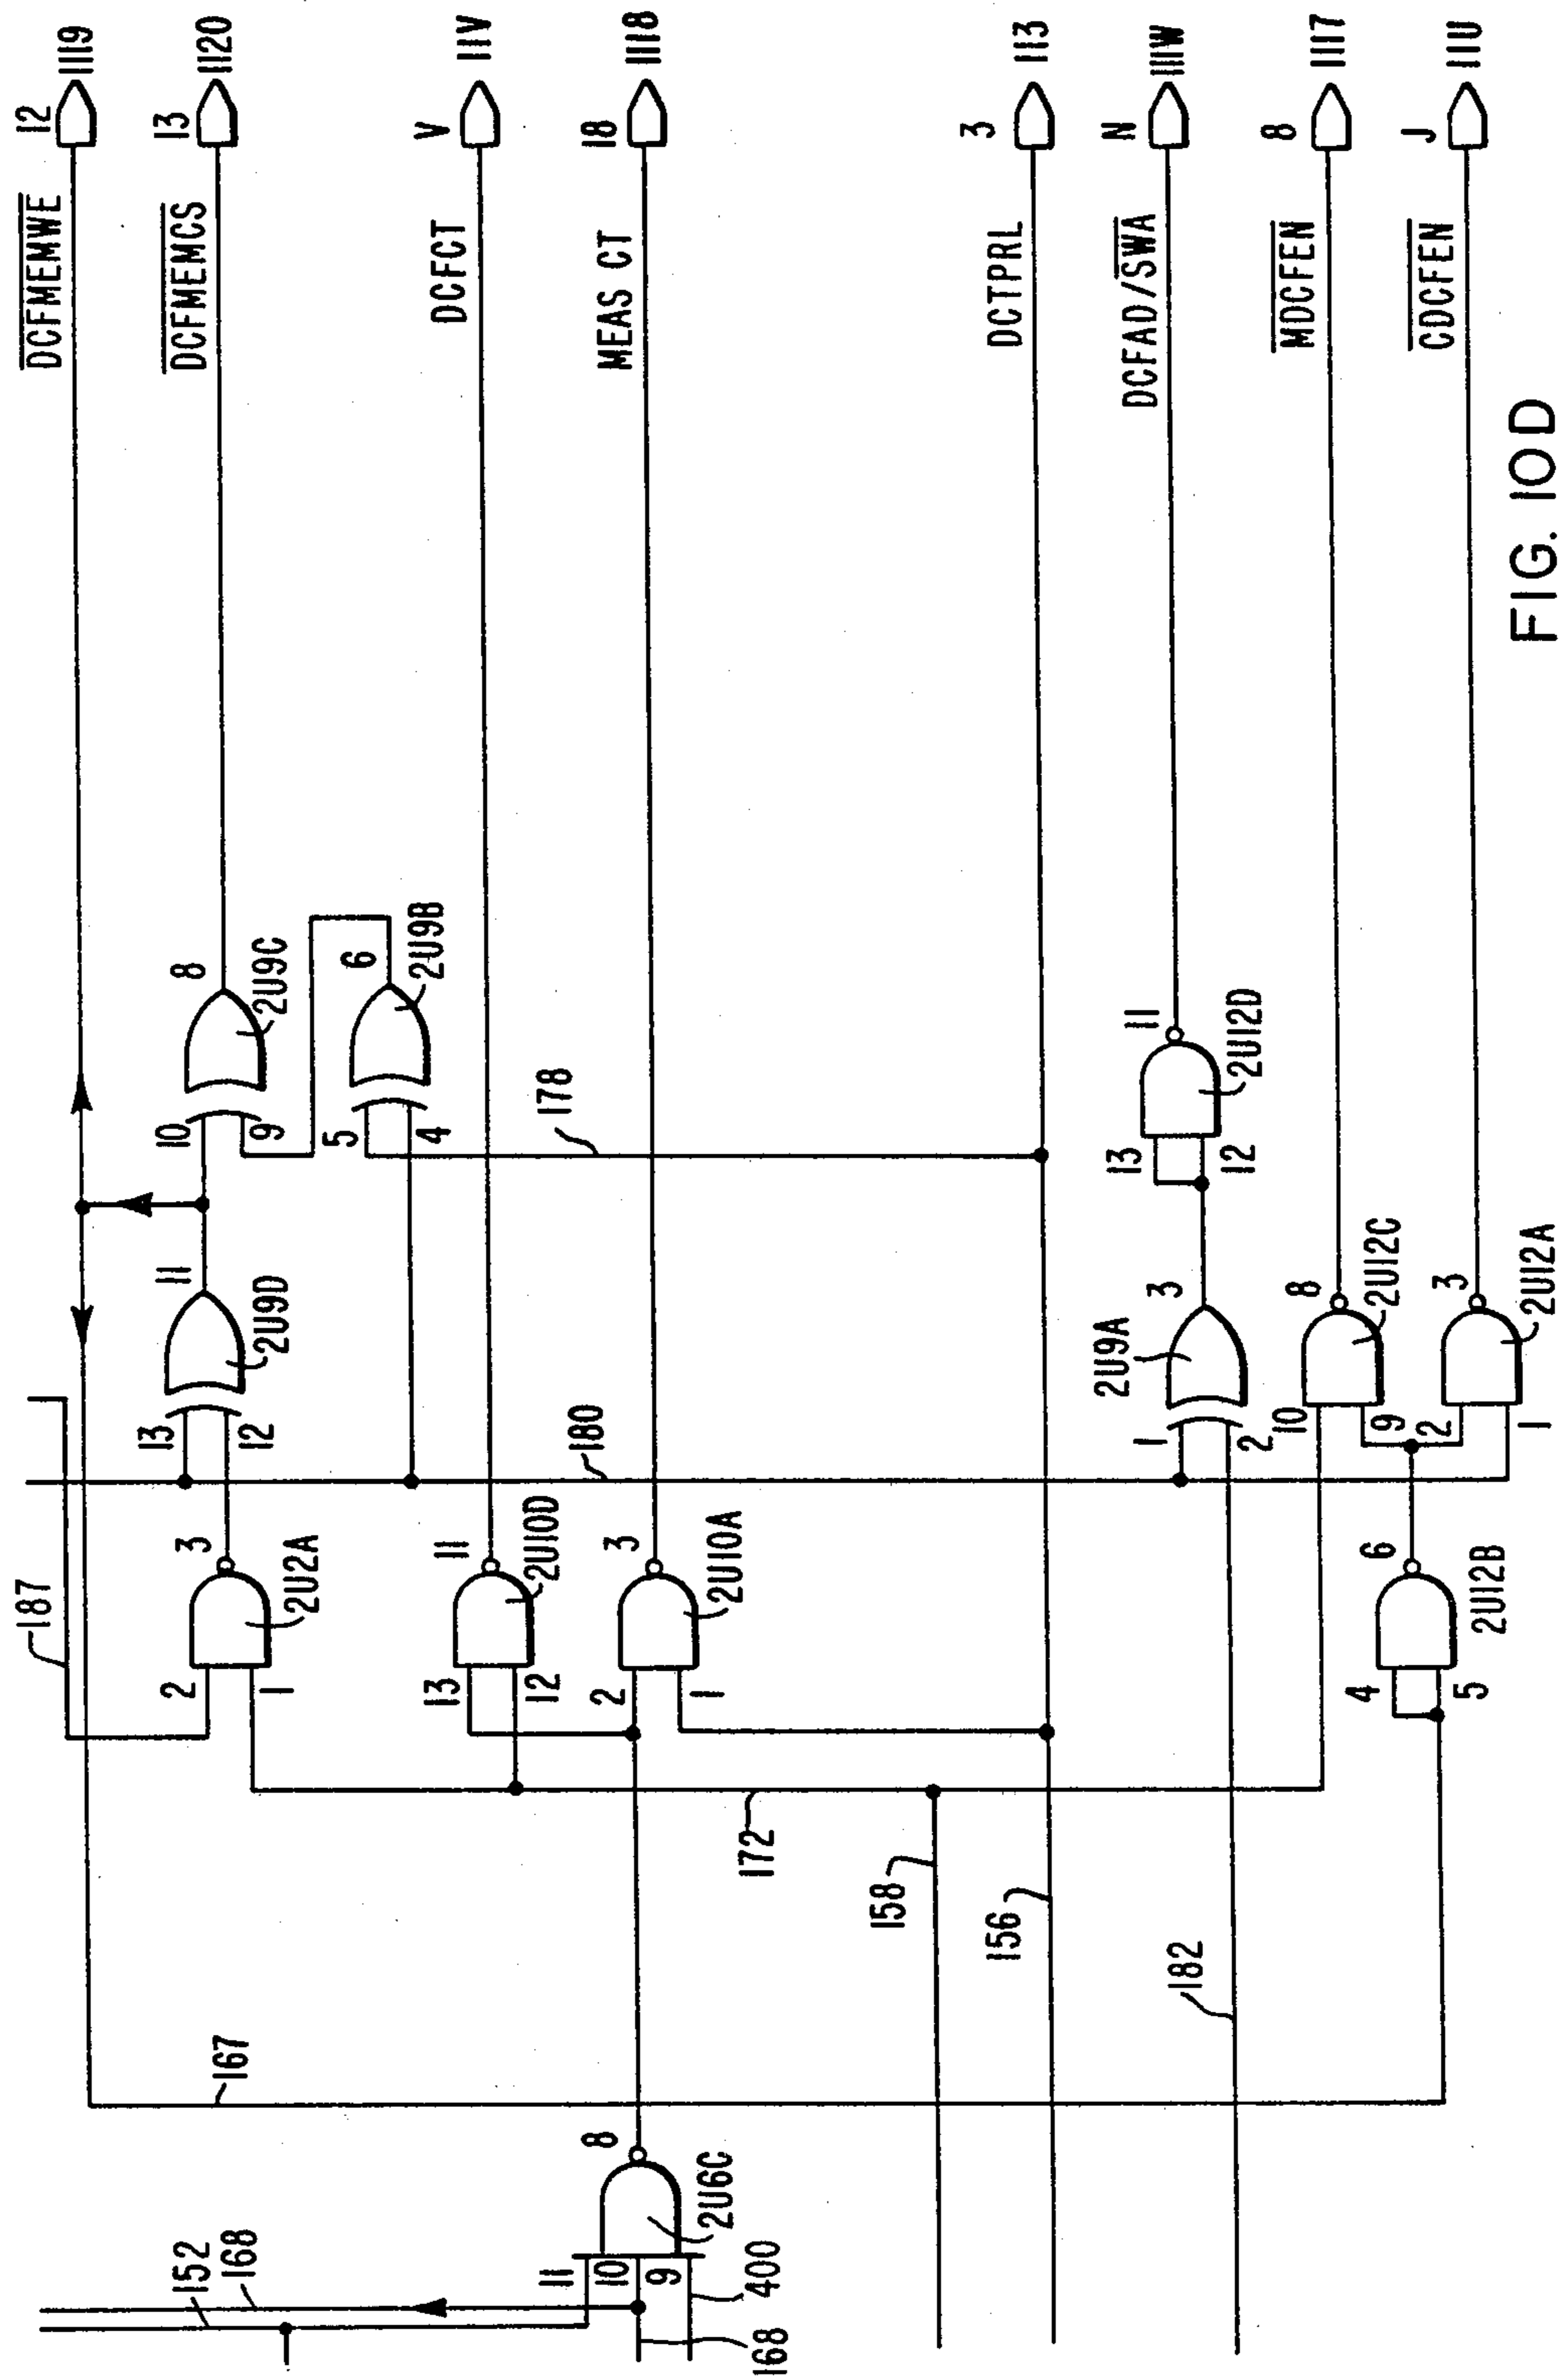 12
1119
DCFMEMWE
13
1120
DCFMEMCS
V
11V
DCFCT
18
1118
MEAS CT
3
113
DCTPRL
N
111W
DCFAD/SWA
8
1117
MDCFEN
J
11U
CDCFEN
187
2
1
3
2U2A
13
12
11
2U9D
10
9
8
2U9C
5
4
6
2U9B
178
180
13
12
11
2U10D
2
1
3
2U10A
172
158
156
182
167
152
168
11
10
9
8
2U6C
400
168
1
2
3
2U9A
13
12
11
2U12D
10
9
8
2U12C
2
1
3
2U12A
4
5
6
2U12B
FIG. 10D